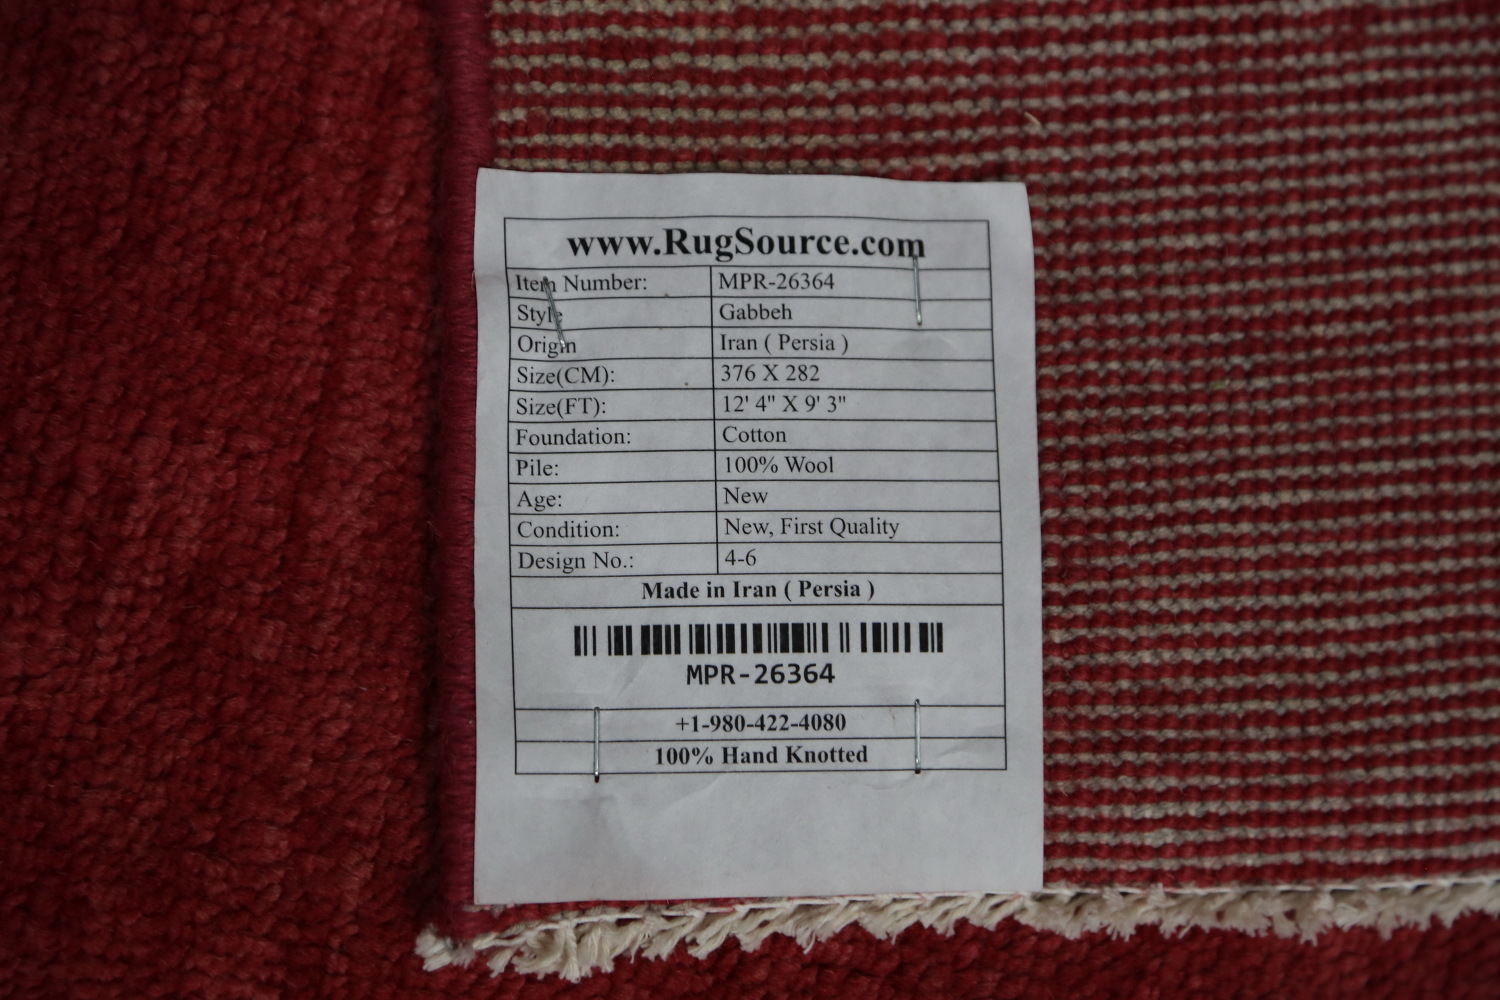 www.RugSource.com
Item Number: MPR-26364
Style Gabbeh
Origin Iran ( Persia )
Size(CM): 376 X 282
Size(FT): 12' 4" X 9' 3"
Foundation: Cotton
Pile: 100% Wool
Age: New
Condition: New, First Quality
Design No.: 4-6
Made in Iran ( Persia )
MPR-26364
+1-980-422-4080
100% Hand Knotted